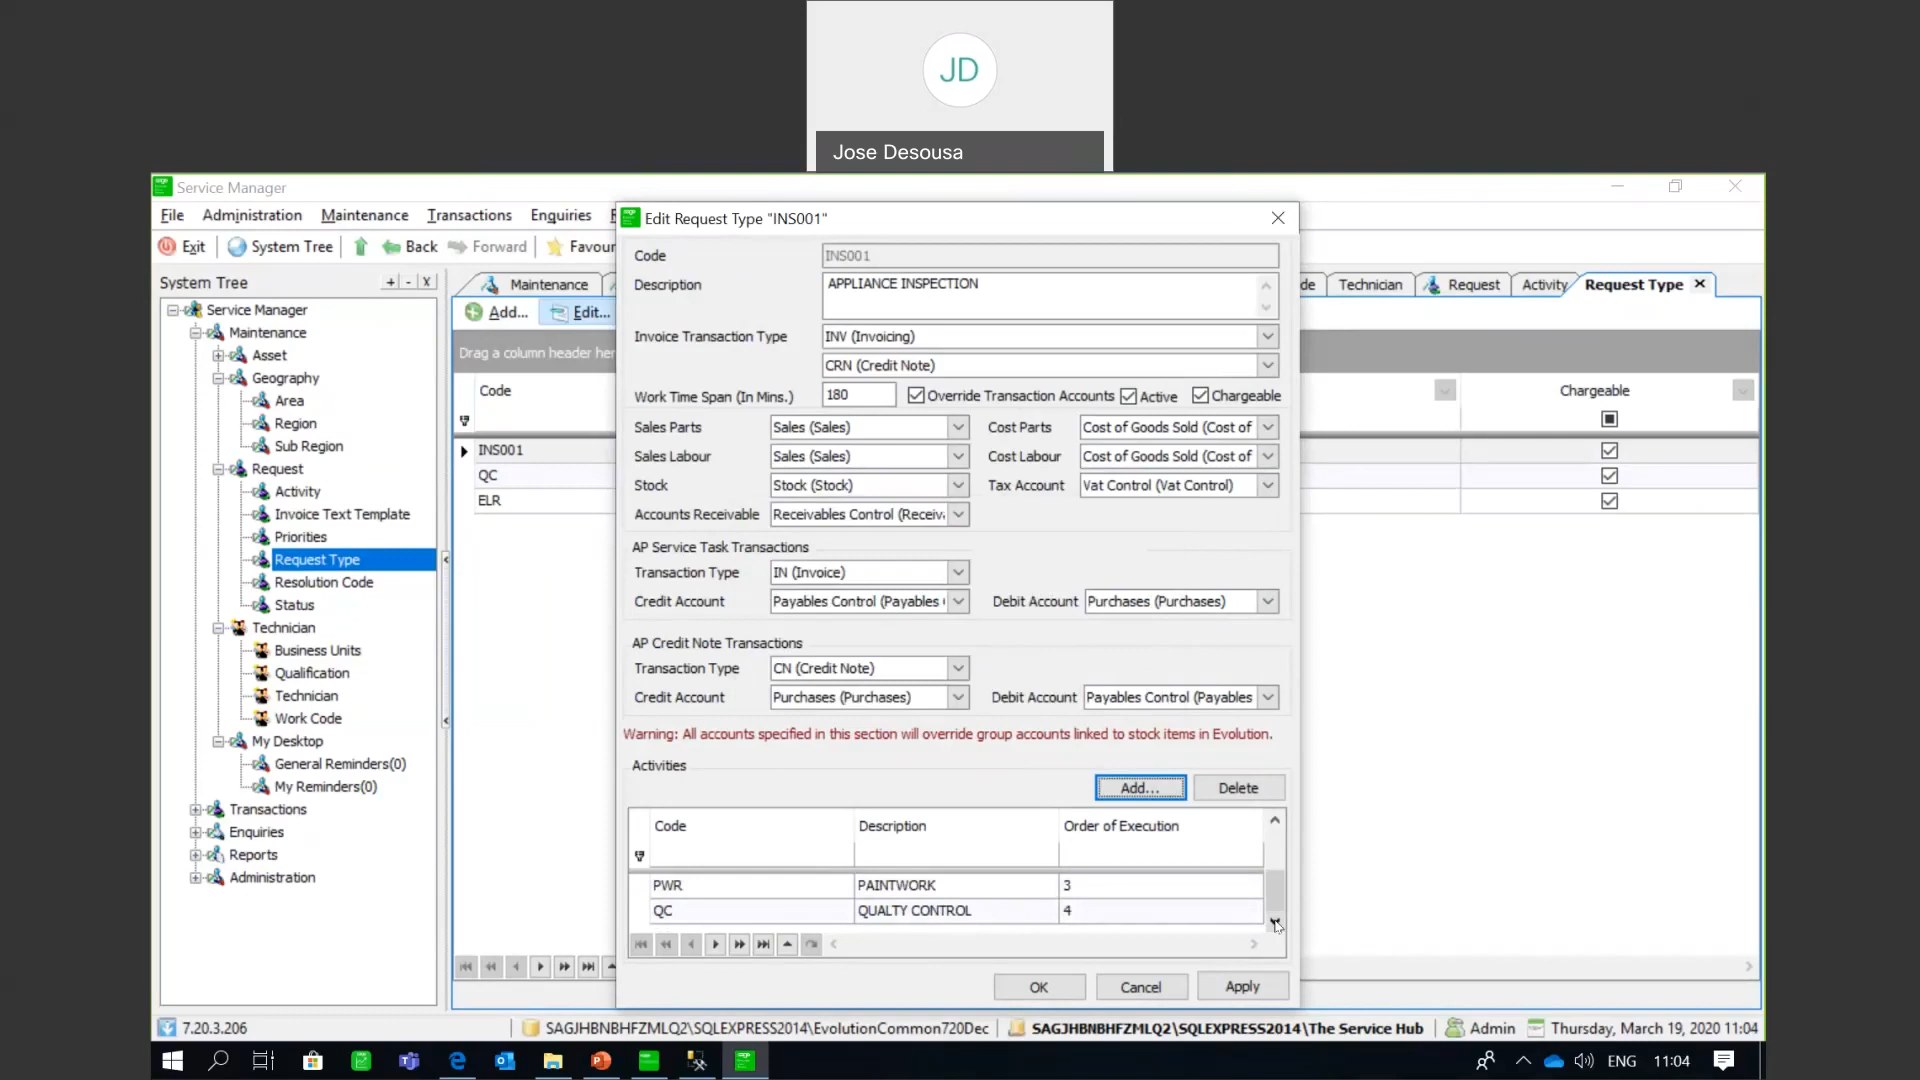 JD
Jose Desousa
Service Manager
File Administration Maintenance Transactions Enquiries
Exit System Tree Back Forward Favour
System Tree + - X
Service Manager
Maintenance
Asset
Geography
Area
Region
Sub Region
Request
Activity
Invoice Text Template
Priorities
Request Type
Resolution Code
Status
Technician
Business Units
Qualification
Technician
Work Code
My Desktop
General Reminders(0)
My Reminders(0)
Transactions
Enquiries
Reports
Administration
Maintenance de Technician Request Activity Request Type
Add... Edit...
Drag a column header her
Code Chargeable
INS001
QC
ELR
Edit Request Type "INS001"
Code INS001
Description APPLIANCE INSPECTION
Invoice Transaction Type INV (Invoicing)
CRN (Credit Note)
Work Time Span (In Mins.) 180 Override Transaction Accounts Active Chargeable
Sales Parts Sales (Sales) Cost Parts Cost of Goods Sold (Cost of
Sales Labour Sales (Sales) Cost Labour Cost of Goods Sold (Cost of
Stock Stock (Stock) Tax Account Vat Control (Vat Control)
Accounts Receivable Receivables Control (Receiv
AP Service Task Transactions
Transaction Type IN (Invoice)
Credit Account Payables Control (Payables Debit Account Purchases (Purchases)
AP Credit Note Transactions
Transaction Type CN (Credit Note)
Credit Account Purchases (Purchases) Debit Account Payables Control (Payables
Warning: All accounts specified in this section will override group accounts linked to stock items in Evolution.
Activities
Add... Delete
Code Description Order of Execution
PWR PAINTWORK 3
QC QUALTY CONTROL 4
OK Cancel Apply
7.20.3.206 SAGJHBNBHFZMLQ2\SQLEXPRESS2014\EvolutionCommon720Dec SAGJHBNBHFZMLQ2\SQLEXPRESS2014\The Service Hub Admin Thursday, March 19, 2020 11:04
ENG 11:04